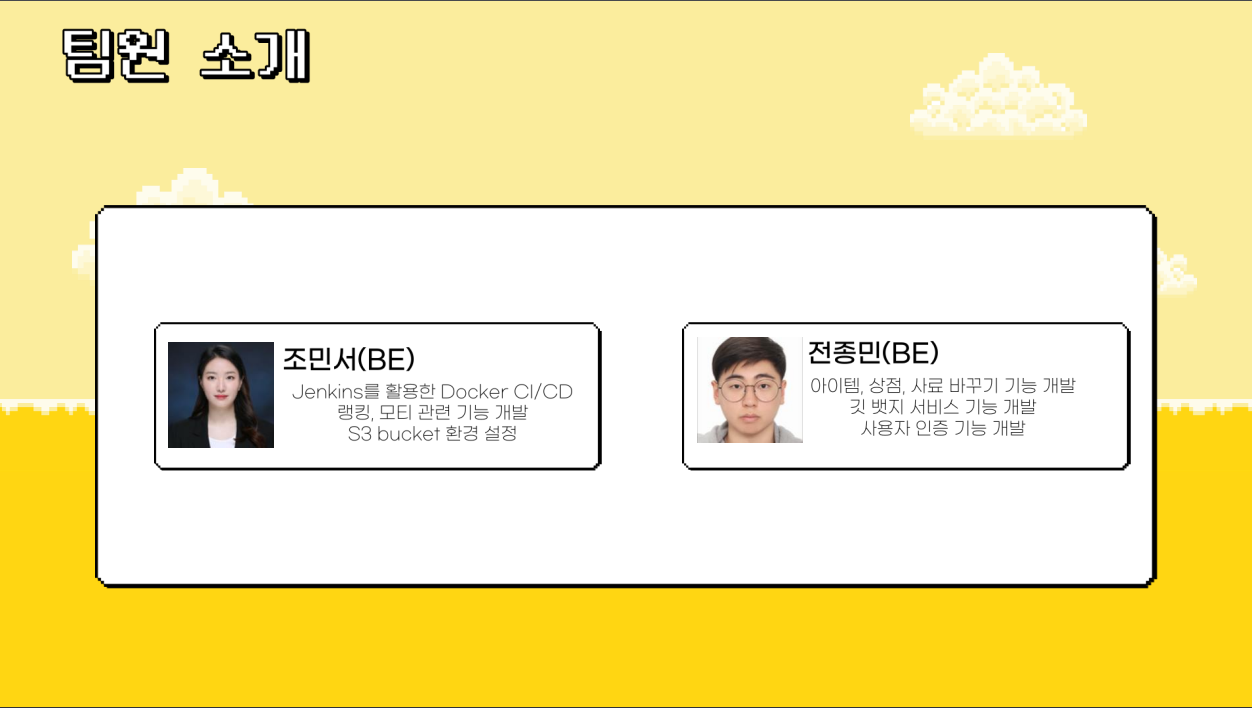 팀원 소개
조민서(BE)
Jenkins를 활용한 Docker CI/CD
랭킹, 모티 관련 기능 개발
S3 bucket 환경 설정
전종민(BE)
아이템, 상점, 사료 바꾸기 기능 개발
깃 뱃지 서비스 기능 개발
사용자 인증 기능 개발